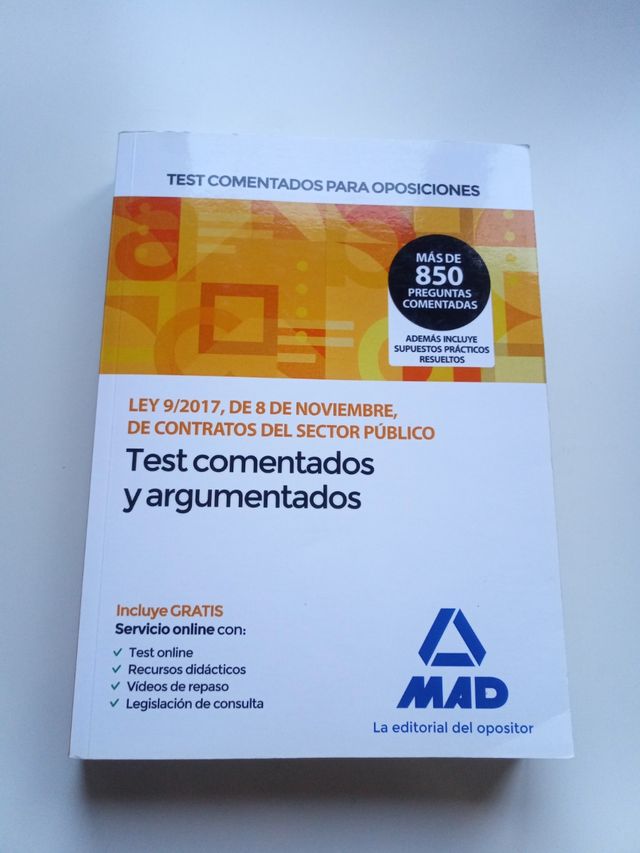 TEST COMENTADOS PARA OPOSICIONES
MÁS DE
850
PREGUNTAS
COMENTADAS
ADEMÁS INCLUYE
SUPUESTOS PRÁCTICOS
RESUELTOS
LEY 9/2017, DE 8 DE NOVIEMBRE,
DE CONTRATOS DEL SECTOR PÚBLICO
Test comentados
y argumentados
Incluye GRATIS
Servicio online con:
Test online
Recursos didácticos
Vídeos de repaso
Legislación de consulta
MAD
La editorial del opositor